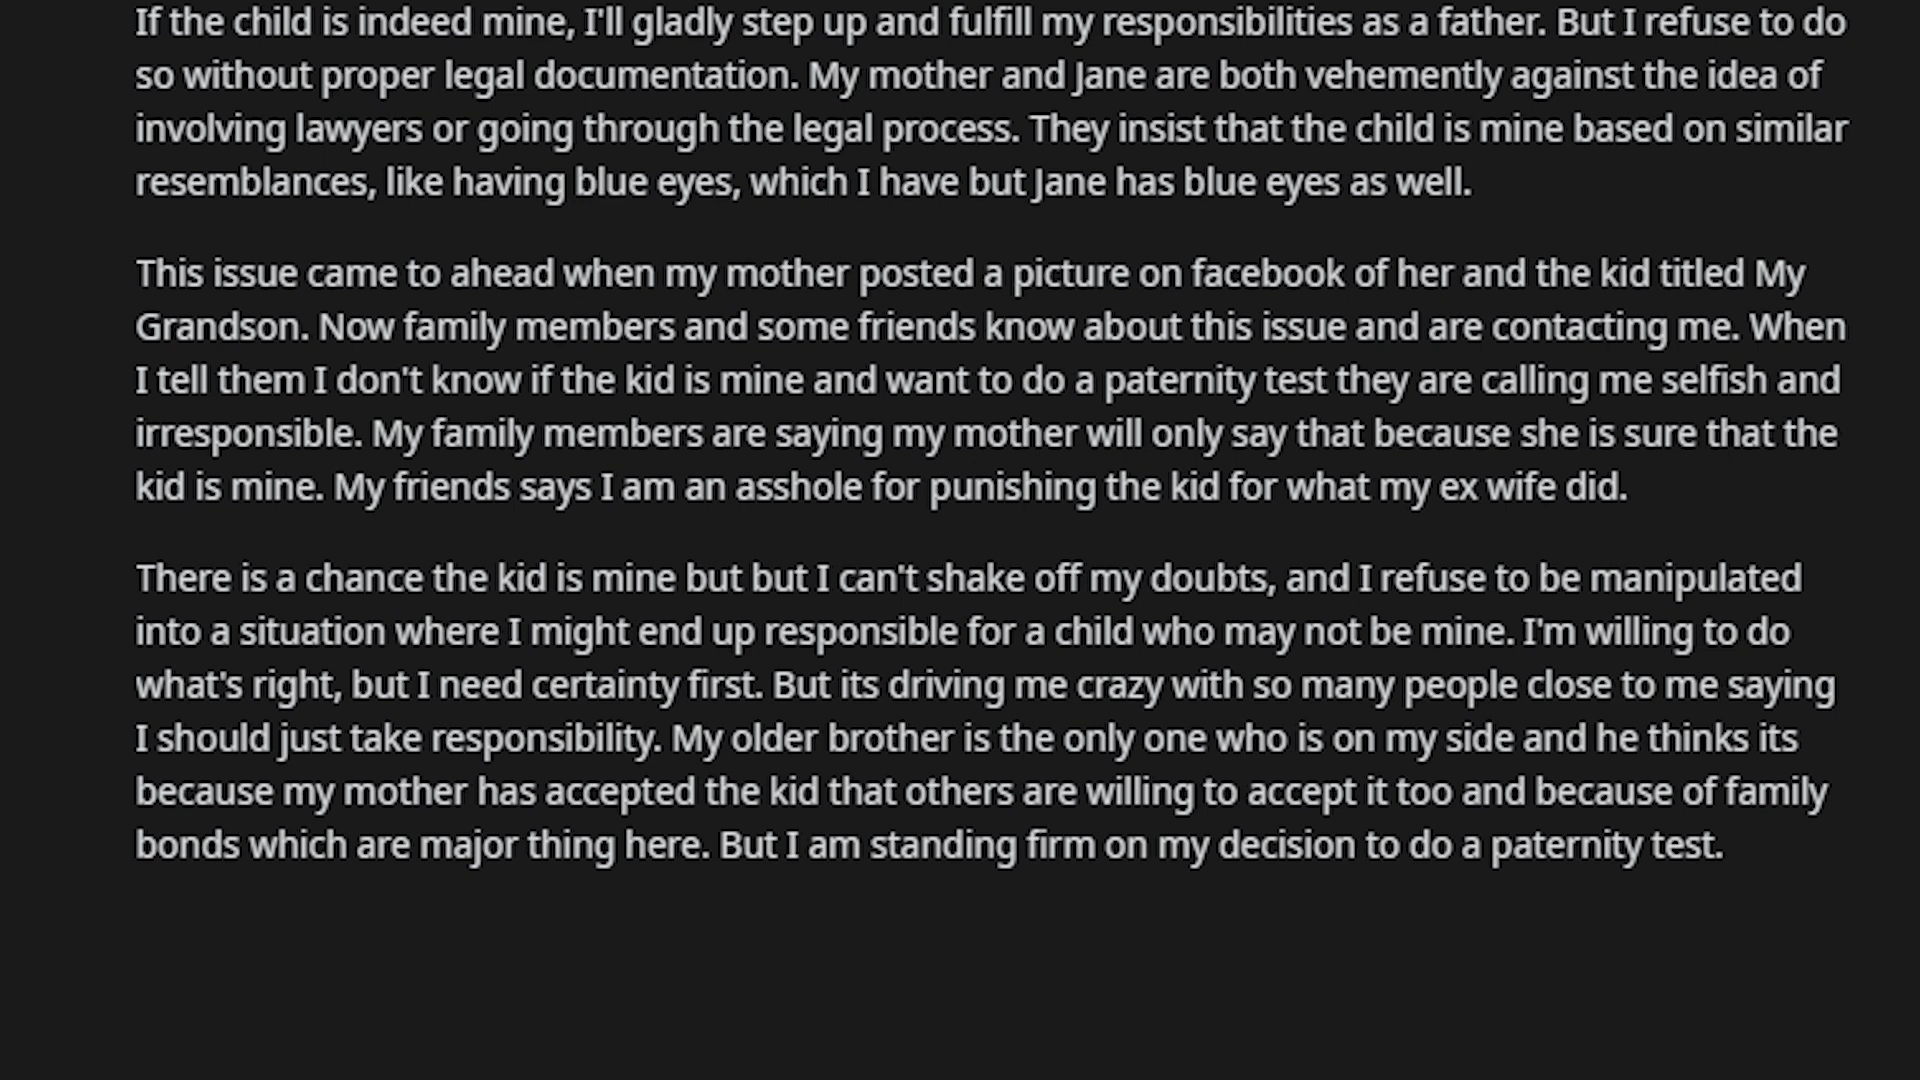 If the child is indeed mine, I'll gladly step up and fulfill my responsibilities as a father. But I refuse to do
so without proper legal documentation. My mother and Jane are both vehemently against the idea of
involving lawyers or going through the legal process. They insist that the child is mine based on similar
resemblances, like having blue eyes, which I have but Jane has blue eyes as well.
This issue came to ahead when my mother posted a picture on facebook of her and the kid titled My
Grandson. Now family members and some friends know about this issue and are contacting me. When
I tell them I don't know if the kid is mine and want to do a paternity test they are calling me selfish and
irresponsible. My family members are saying my mother will only say that because she is sure that the
kid is mine. My friends says I am an asshole for punishing the kid for what my ex wife did.
There is a chance the kid is mine but but I can't shake off my doubts, and I refuse to be manipulated
into a situation where I might end up responsible for a child who may not be mine. I'm willing to do
what's right, but I need certainty first. But its driving me crazy with so many people close to me saying
I should just take responsibility. My older brother is the only one who is on my side and he thinks its
because my mother has accepted the kid that others are willing to accept it too and because of family
bonds which are major thing here. But I am standing firm on my decision to do a paternity test.